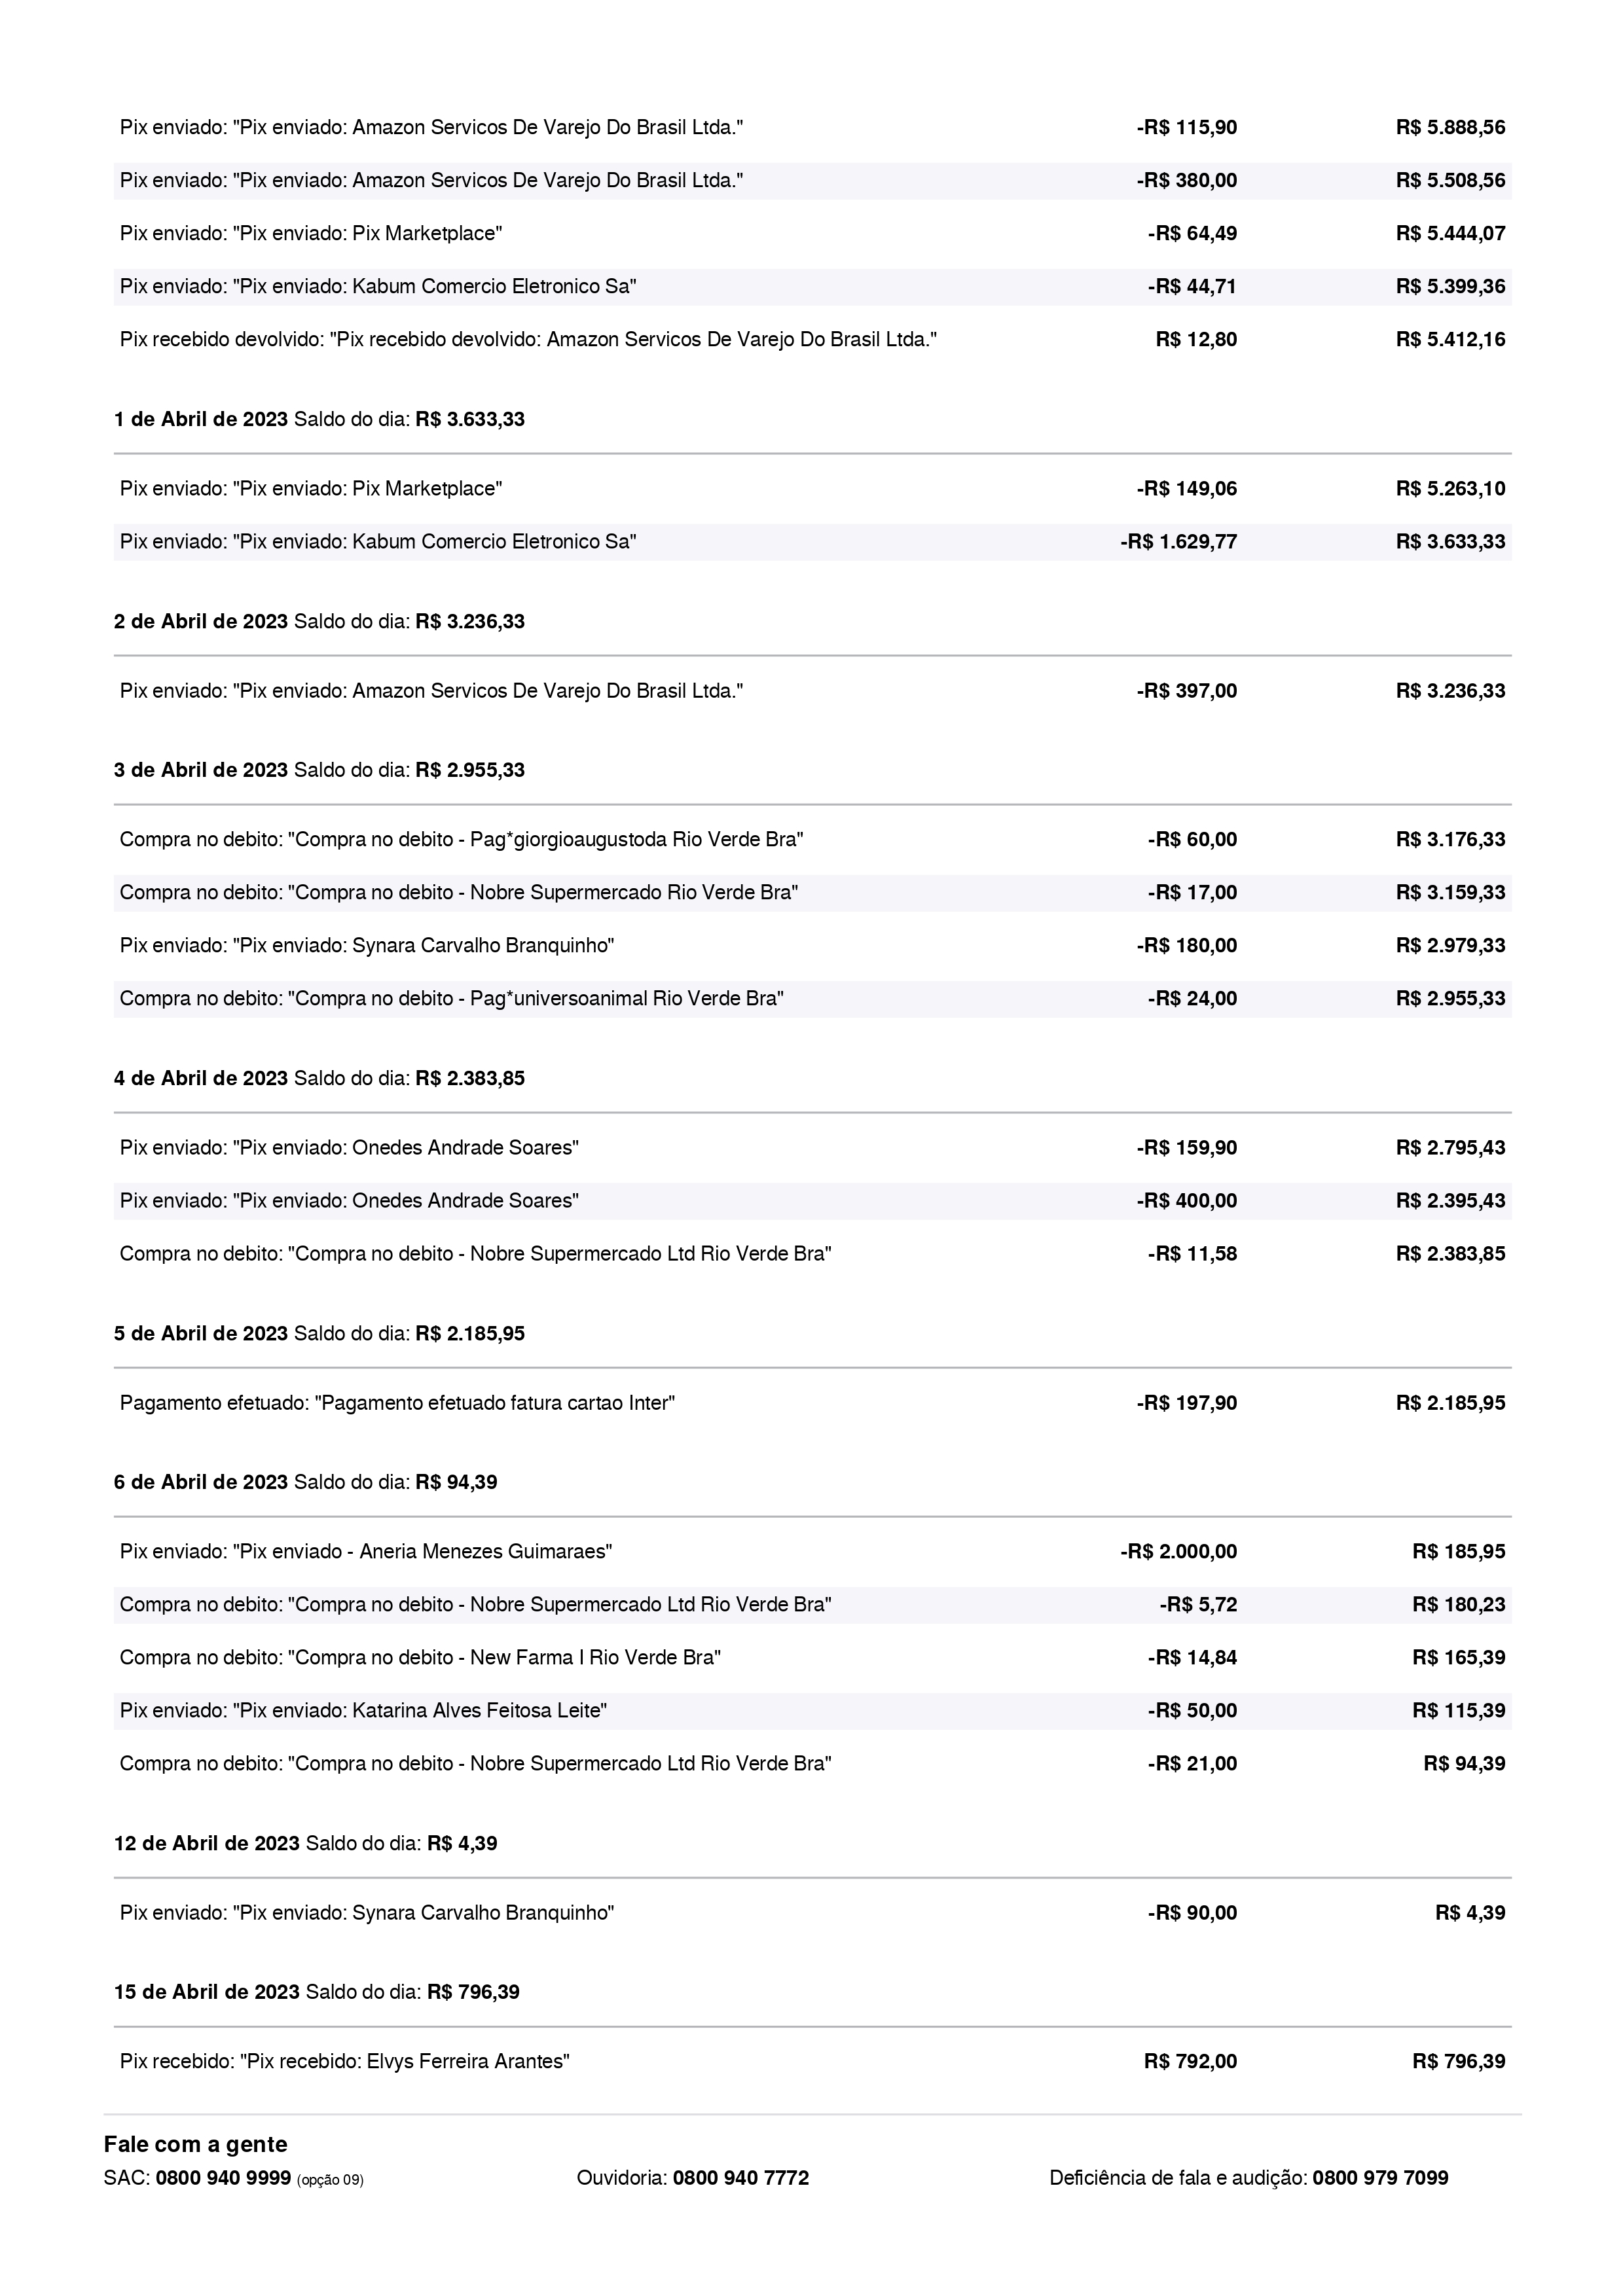 Pix enviado: "Pix enviado: Amazon Servicos De Varejo Do Brasil Ltda." -R$ 115,90 R$ 5.888,56
Pix enviado: "Pix enviado: Amazon Servicos De Varejo Do Brasil Ltda." -R$ 380,00 R$ 5.508,56
Pix enviado: "Pix enviado: Pix Marketplace" -R$ 64,49 R$ 5.444,07
Pix enviado: "Pix enviado: Kabum Comercio Eletronico Sa" -R$ 44,71 R$ 5.399,36
Pix recebido devolvido: "Pix recebido devolvido: Amazon Servicos De Varejo Do Brasil Ltda." R$ 12,80 R$ 5.412,16
1 de Abril de 2023 Saldo do dia: R$ 3.633,33
Pix enviado: "Pix enviado: Pix Marketplace" -R$ 149,06 R$ 5.263,10
Pix enviado: "Pix enviado: Kabum Comercio Eletronico Sa" -R$ 1.629,77 R$ 3.633,33
2 de Abril de 2023 Saldo do dia: R$ 3.236,33
Pix enviado: "Pix enviado: Amazon Servicos De Varejo Do Brasil Ltda." -R$ 397,00 R$ 3.236,33
3 de Abril de 2023 Saldo do dia: R$ 2.955,33
Compra no debito: "Compra no debito - Pag*giorgioaugustoda Rio Verde Bra" -R$ 60,00 R$ 3.176,33
Compra no debito: "Compra no debito - Nobre Supermercado Rio Verde Bra" -R$ 17,00 R$ 3.159,33
Pix enviado: "Pix enviado: Synara Carvalho Branquinho" -R$ 180,00 R$ 2.979,33
Compra no debito: "Compra no debito - Pag*universoanimal Rio Verde Bra" -R$ 24,00 R$ 2.955,33
4 de Abril de 2023 Saldo do dia: R$ 2.383,85
Pix enviado: "Pix enviado: Onedes Andrade Soares" -R$ 159,90 R$ 2.795,43
Pix enviado: "Pix enviado: Onedes Andrade Soares" -R$ 400,00 R$ 2.395,43
Compra no debito: "Compra no debito - Nobre Supermercado Ltd Rio Verde Bra" -R$ 11,58 R$ 2.383,85
5 de Abril de 2023 Saldo do dia: R$ 2.185,95
Pagamento efetuado: "Pagamento efetuado fatura cartao Inter" -R$ 197,90 R$ 2.185,95
6 de Abril de 2023 Saldo do dia: R$ 94,39
Pix enviado: "Pix enviado - Aneria Menezes Guimaraes" -R$ 2.000,00 R$ 185,95
Compra no debito: "Compra no debito - Nobre Supermercado Ltd Rio Verde Bra" -R$ 5,72 R$ 180,23
Compra no debito: "Compra no debito - New Farma I Rio Verde Bra" -R$ 14,84 R$ 165,39
Pix enviado: "Pix enviado: Katarina Alves Feitosa Leite" -R$ 50,00 R$ 115,39
Compra no debito: "Compra no debito - Nobre Supermercado Ltd Rio Verde Bra" -R$ 21,00 R$ 94,39
12 de Abril de 2023 Saldo do dia: R$ 4,39
Pix enviado: "Pix enviado: Synara Carvalho Branquinho" -R$ 90,00 R$ 4,39
15 de Abril de 2023 Saldo do dia: R$ 796,39
Pix recebido: "Pix recebido: Elvys Ferreira Arantes" R$ 792,00 R$ 796,39
Fale com a gente
SAC: 0800 940 9999 (opção 09) Ouvidoria: 0800 940 7772 Deficiência de fala e audição: 0800 979 7099